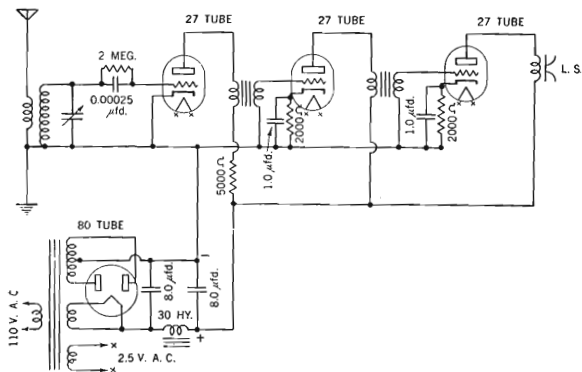 27 TUBE
27 TUBE
27 TUBE
2 MEG.
0.00025
µfd.
L. S.
x x
x x
x x
1.0 µfd.
2000 Ω
1.0 µfd.
2000 Ω
5000 Ω
80 TUBE
–
8.0 µfd.
8.0 µfd.
30 HY.
+
110 V. A. C
2.5 V. A.C.
x
x